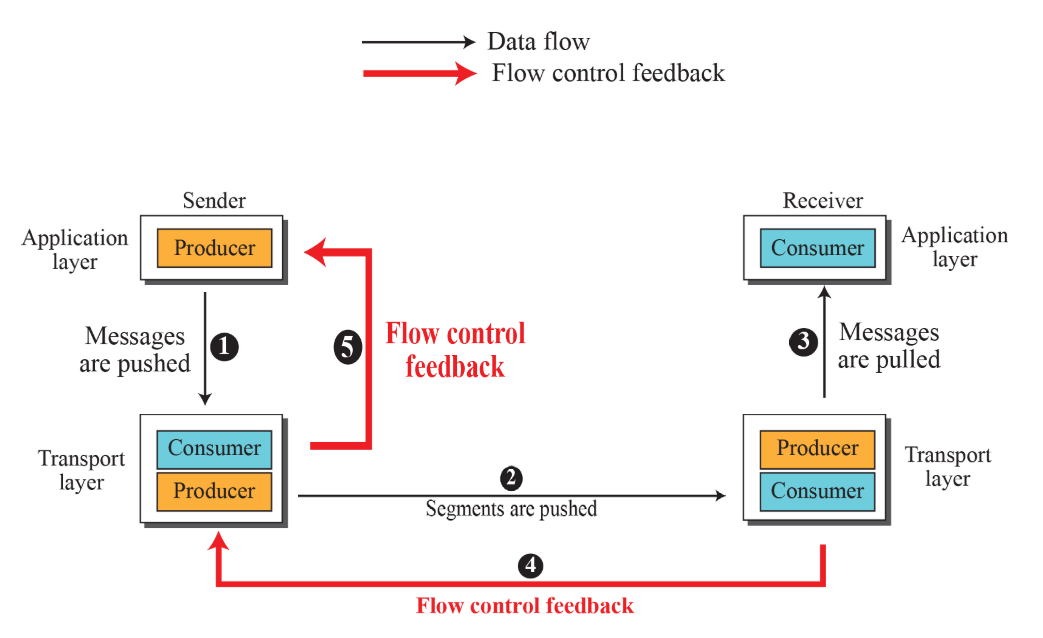 Data flow
Flow control feedback
Sender
Receiver
Application
layer
Producer
Consumer
Application
layer
Messages
are pushed
1
5
Flow control
feedback
3
Messages
are pulled
Transport
layer
Consumer
Producer
2
Segments are pushed
Producer
Consumer
Transport
layer
4
Flow control feedback